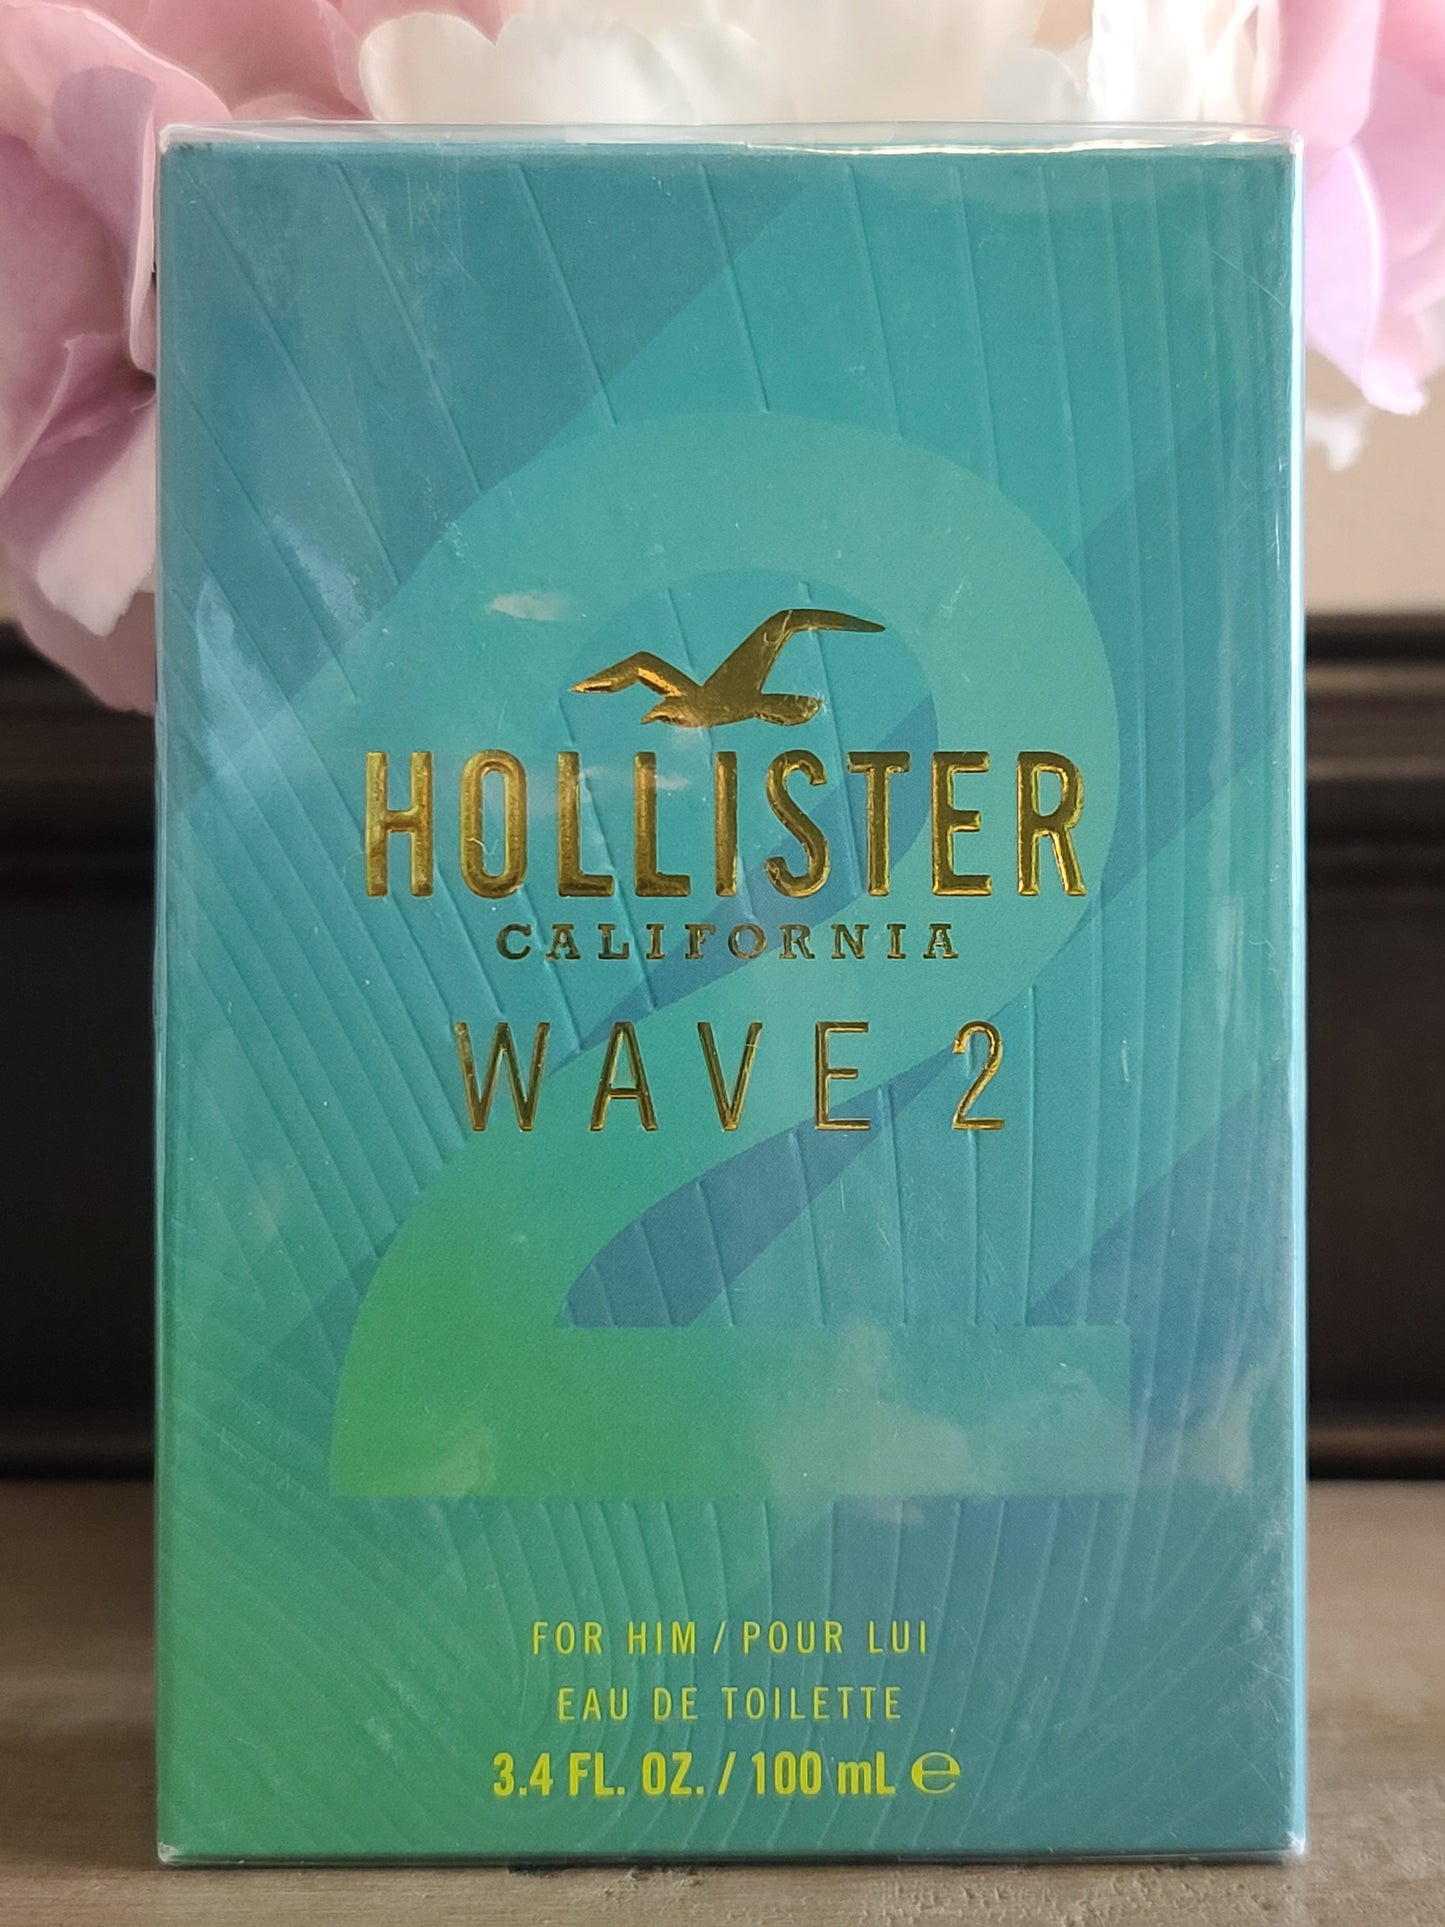 HOLLISTER
CALIFORNIA
WAVE 2
FOR HIM / POUR LUI
EAU DE TOILETTE
3.4 FL. OZ. / 100 mL ℮